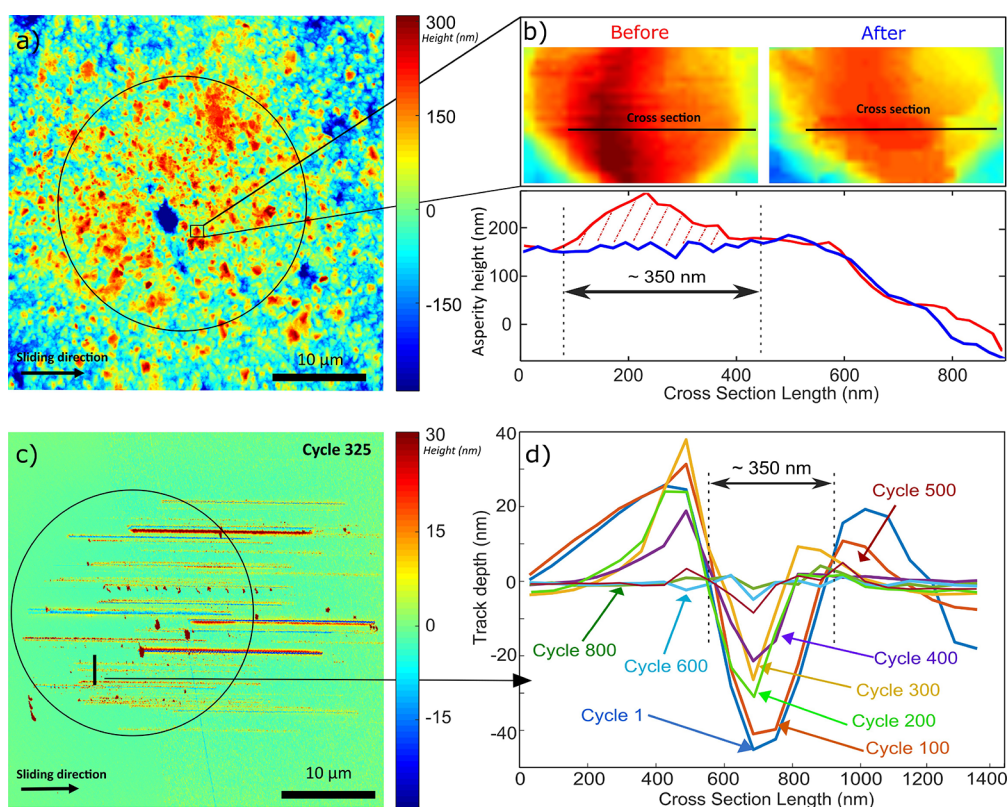 a)
300
Height (nm)
150
0
-150
Sliding direction
10 µm
b)
Before
After
Cross section
Cross section
Asperity height (nm)
200
100
0
~ 350 nm
0
200
400
600
800
Cross Section Length (nm)
c)
Cycle 325
30
Height (nm)
15
0
-15
Sliding direction
10 µm
d)
Track depth (nm)
40
20
0
-20
-40
~ 350 nm
Cycle 500
Cycle 800
Cycle 600
Cycle 400
Cycle 300
Cycle 200
Cycle 1
Cycle 100
0
200
400
600
800
1000
1200
1400
Cross Section Length (nm)